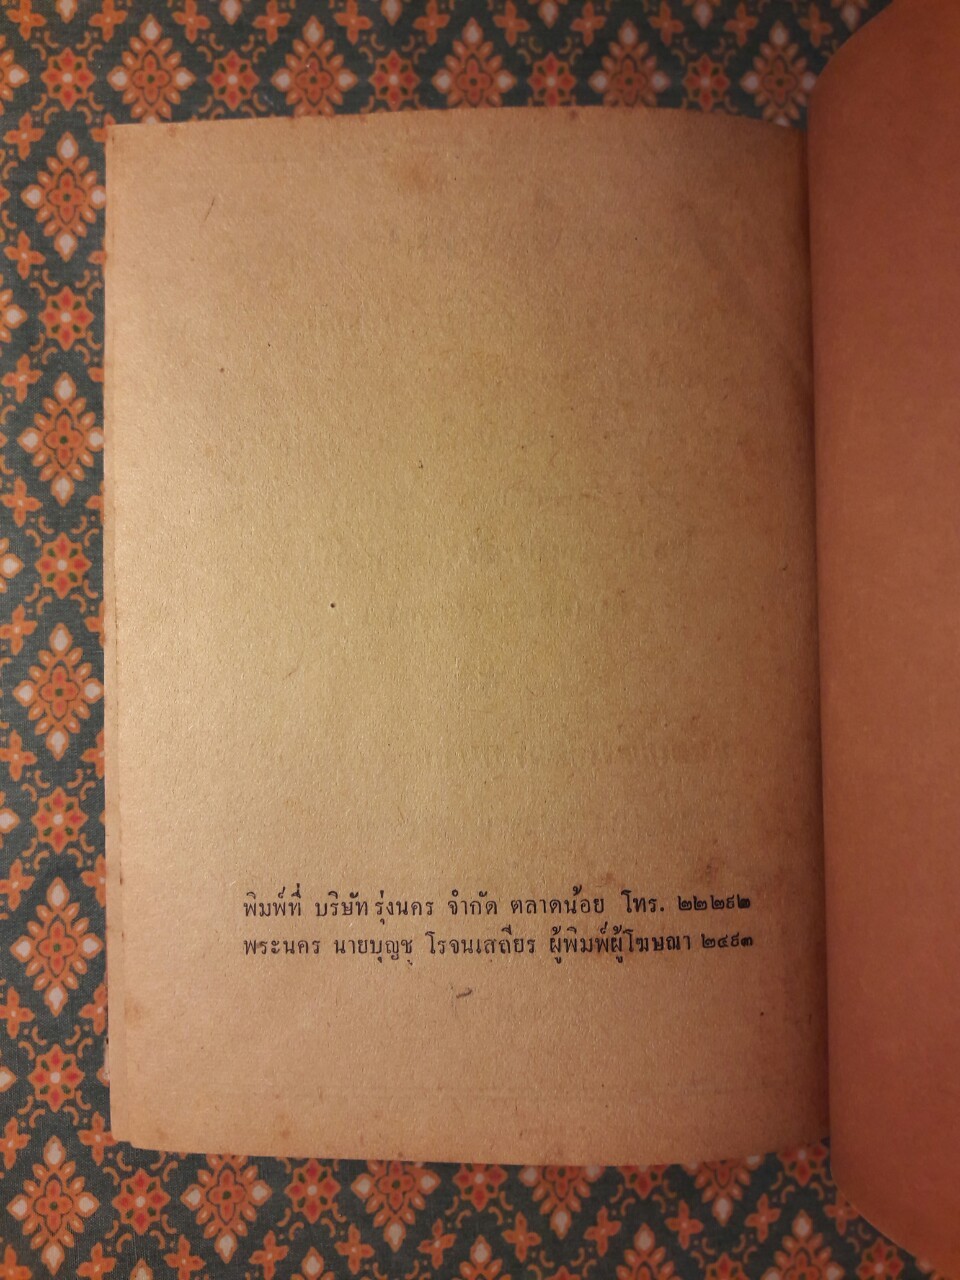 พิมพ์ที่ บริษัท รุ่งนคร จำกัด ตลาดน้อย โทร. ๒๒๒๙๒
พระนคร นายบุญชู โรจนเสถียร ผู้พิมพ์ผู้โฆษณา ๒๔๙๓